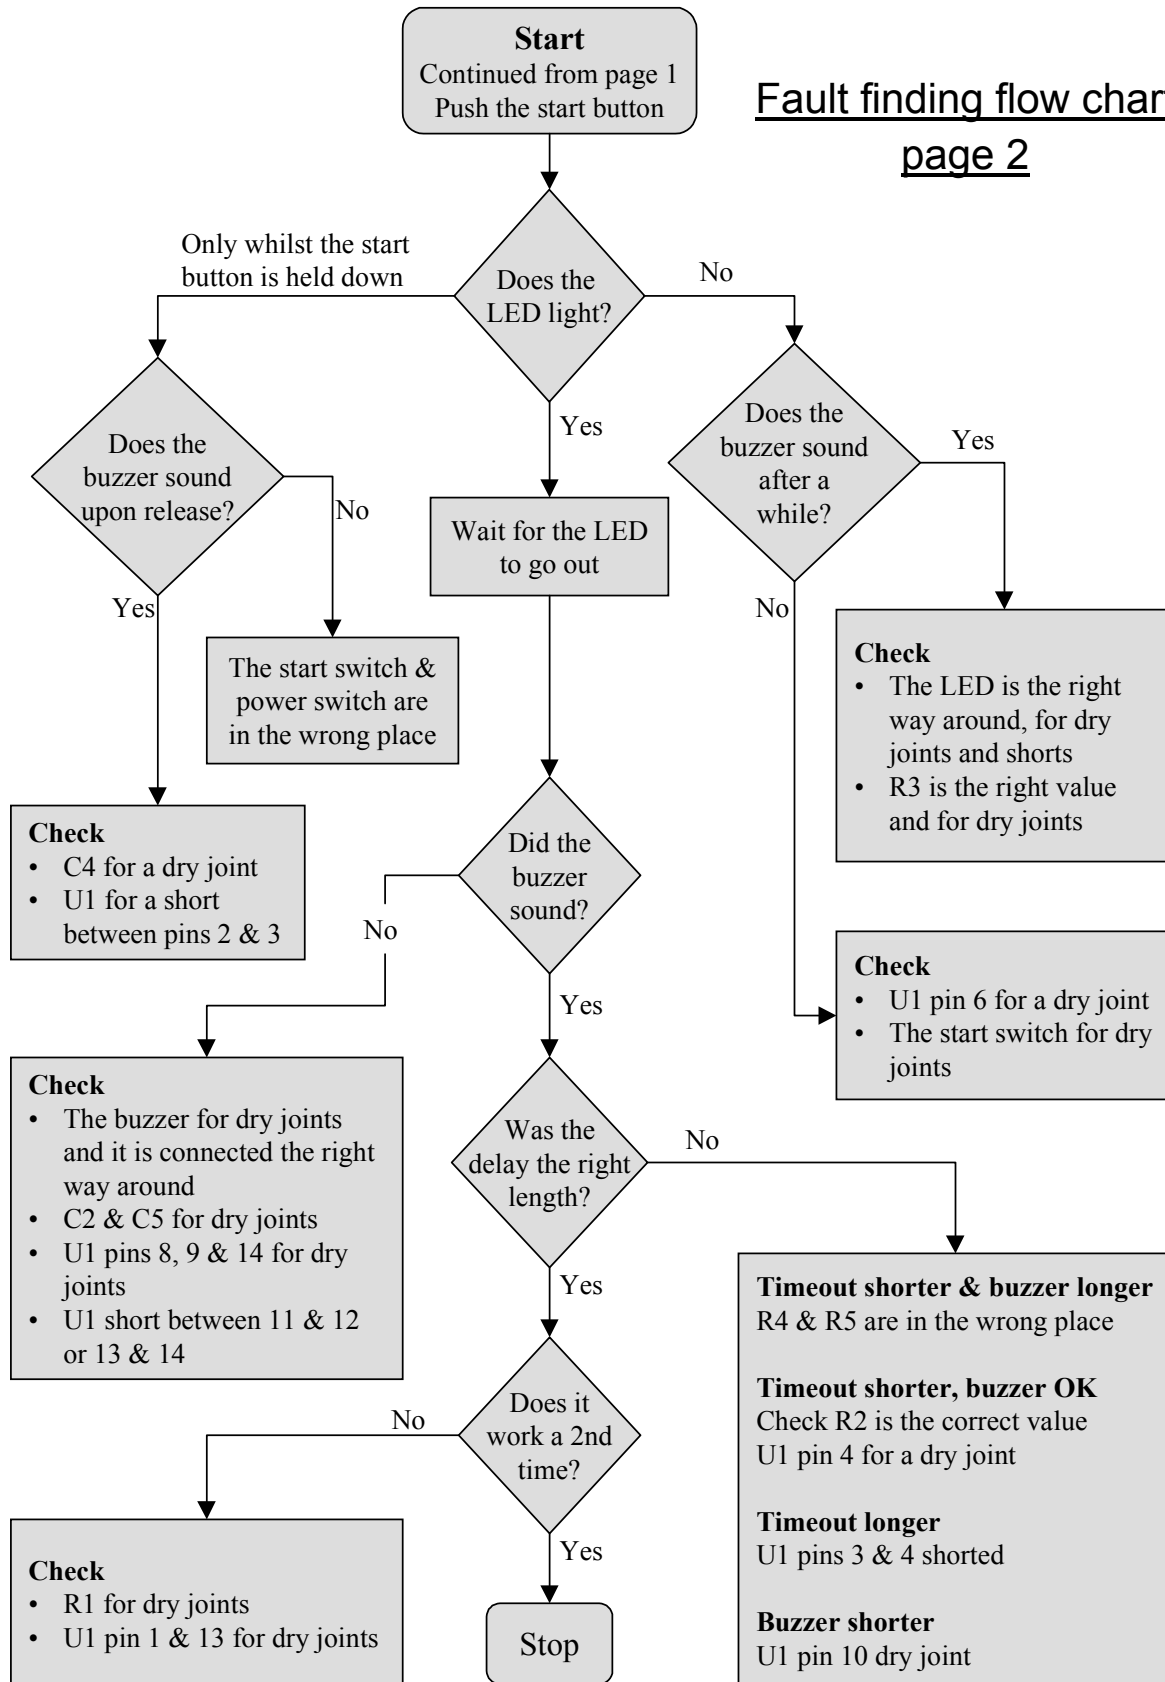 Start
Continued from page 1
Push the start button
Fault finding flow chart
page 2
Only whilst the start
button is held down
Does the
LED light?
No
Does the
buzzer sound
upon release?
Yes
Does the
buzzer sound
after a
while?
Yes
No
Wait for the LED
to go out
No
Yes
The start switch &
power switch are
in the wrong place
Check
• The LED is the right
way around, for dry
joints and shorts
• R3 is the right value
and for dry joints
Check
• C4 for a dry joint
• U1 for a short
between pins 2 & 3
Did the
buzzer
sound?
No
Yes
Check
• U1 pin 6 for a dry joint
• The start switch for dry
joints
Check
• The buzzer for dry joints
and it is connected the right
way around
• C2 & C5 for dry joints
• U1 pins 8, 9 & 14 for dry
joints
• U1 short between 11 & 12
or 13 & 14
Was the
delay the right
length?
No
Yes
Timeout shorter & buzzer longer
R4 & R5 are in the wrong place
Timeout shorter, buzzer OK
Check R2 is the correct value
U1 pin 4 for a dry joint
Timeout longer
U1 pins 3 & 4 shorted
Buzzer shorter
U1 pin 10 dry joint
Does it
work a 2nd
time?
No
Yes
Check
• R1 for dry joints
• U1 pin 1 & 13 for dry joints
Stop